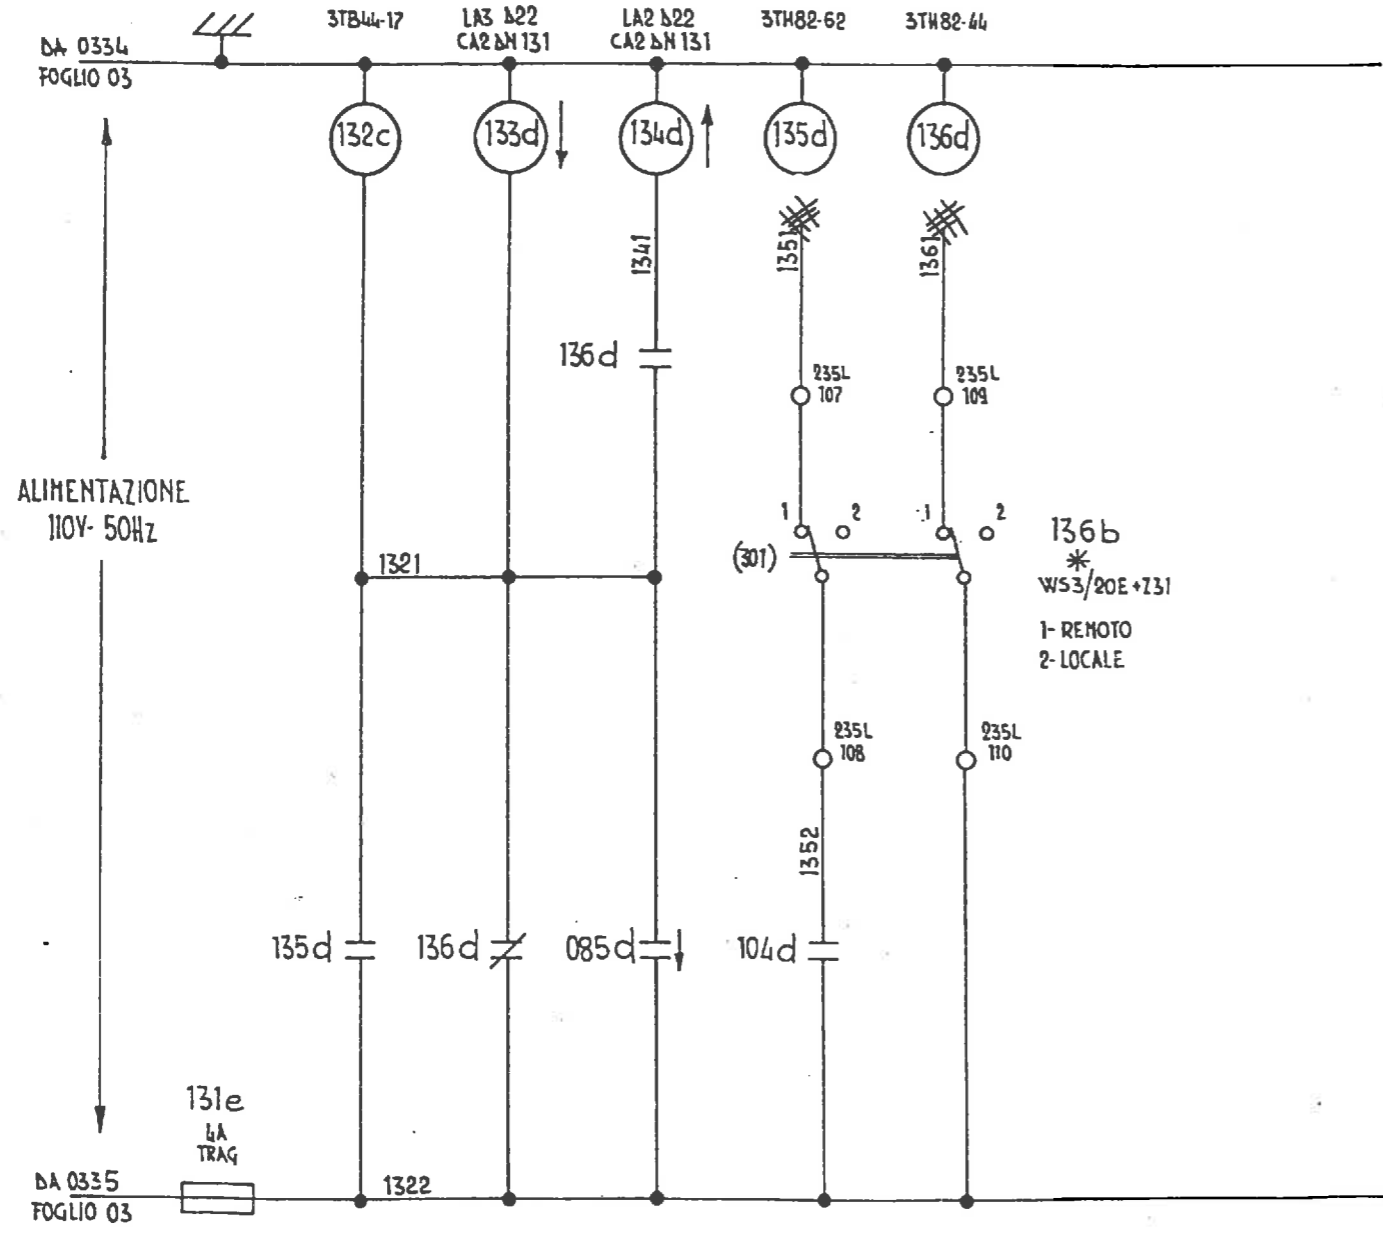 3TB44-17
LA3 D22
CA2 DN 131
LA2 D22
CA2 DN 131
3TH82-62
3TH82-44
DA 0334
FOGLIO 03
132c
133d
134d
135d
136d
1341
1351
1361
136d
235L
107
235L
109
ALIMENTAZIONE
110V- 50Hz
1
2
1
2
(301)
136b
*
WS3/20E+Z31
1- REMOTO
2- LOCALE
1321
235L
108
235L
110
1352
135d
136d
085d
104d
131e
4A
TRAG
DA 0335
FOGLIO 03
1322